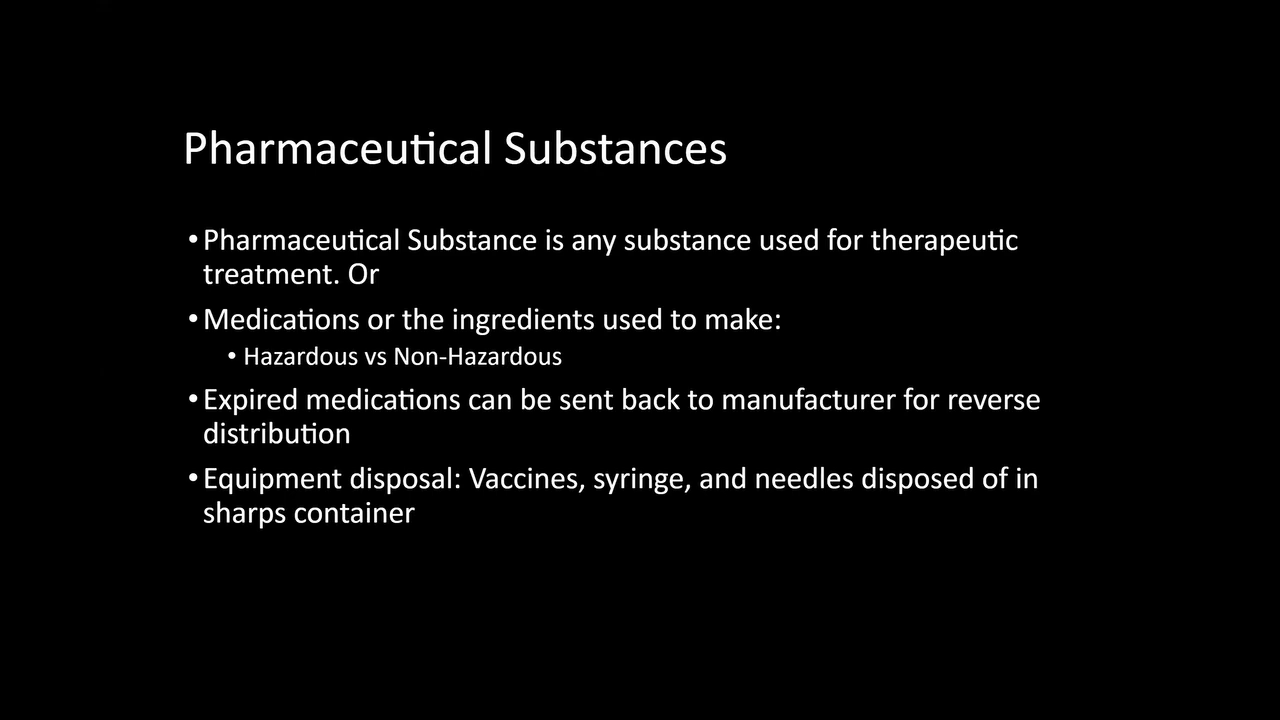 Pharmaceutical Substances
•Pharmaceutical Substance is any substance used for therapeutic
treatment. Or
•Medications or the ingredients used to make:
• Hazardous vs Non-Hazardous
•Expired medications can be sent back to manufacturer for reverse
distribution
•Equipment disposal: Vaccines, syringe, and needles disposed of in
sharps container